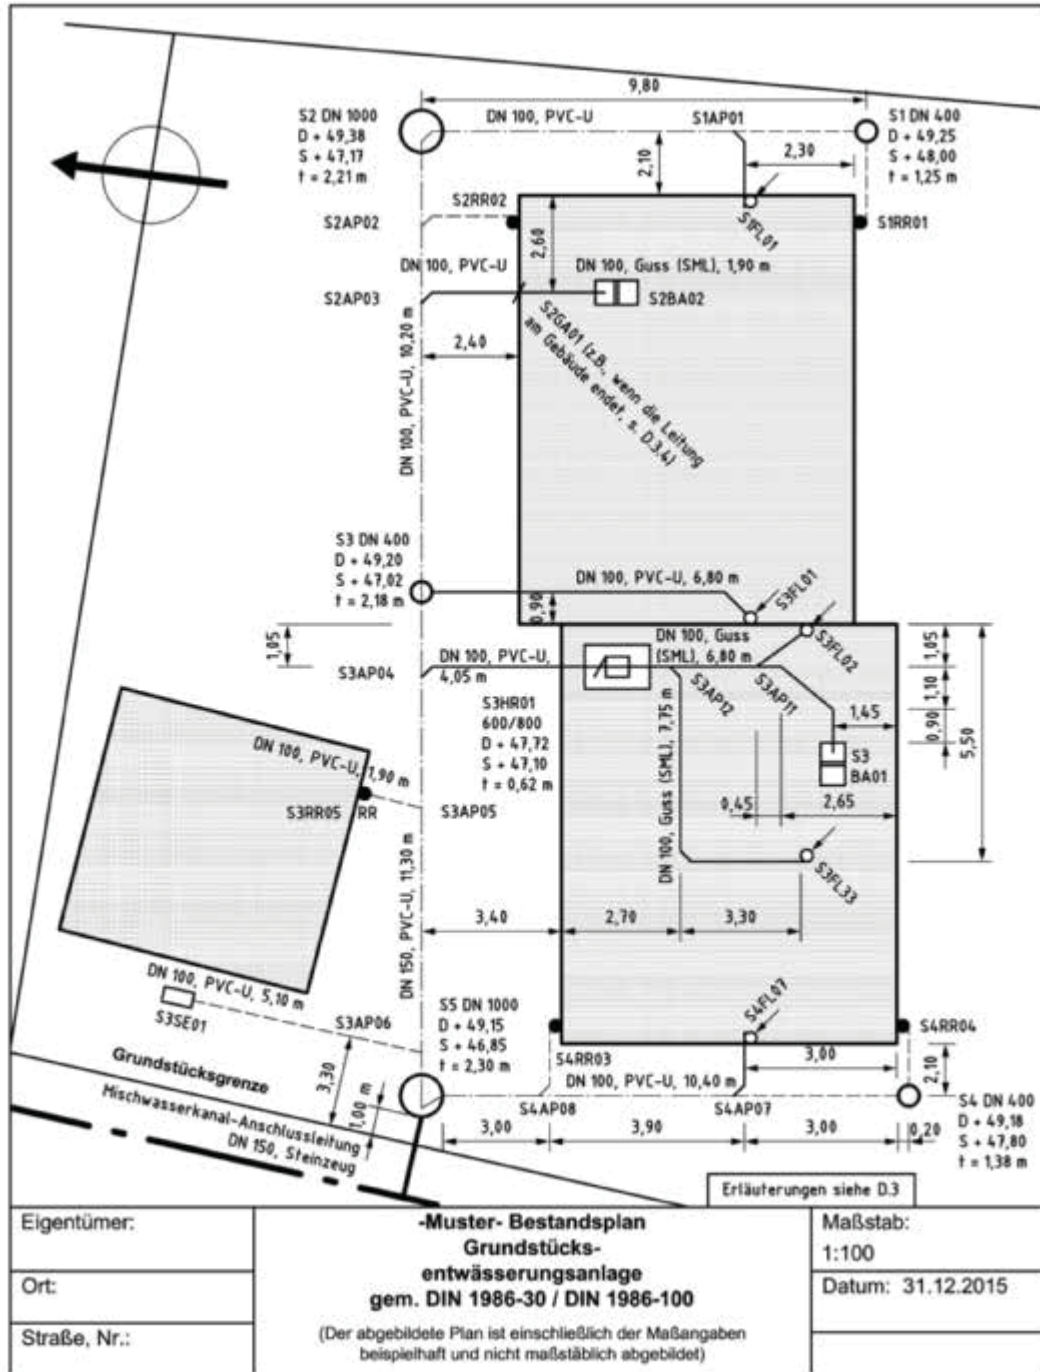 9,80
S2 DN 1000
D + 49,38
S + 47,17
t = 2,21 m
DN 100, PVC-U
S1AP01
S1 DN 400
D + 49,25
S + 48,00
t = 1,25 m
2,10
2,30
S2RR02
S2AP02
S1FL01
S1RR01
2,60
DN 100, PVC-U
DN 100, Guss (SML), 1,90 m
S2AP03
S2BA02
S2GA01 (z.B., wenn die Leitung
am Gebäude endet, s. D.3.4)
2,40
DN 100, PVC-U, 10,20 m
S3 DN 400
D + 49,20
S + 47,02
t = 2,18 m
DN 100, PVC-U, 6,80 m
S3FL01
0,90
1,05
DN 100, Guss
(SML), 6,80 m
S3FL02
1,05
S3AP04
DN 100, PVC-U,
4,05 m
S3AP12
S3AP11
1,10
S3HR01
600/800
D + 47,72
S + 47,10
t = 0,62 m
DN 100, Guss (SML), 7,75 m
1,45
0,90
5,50
S3
BA01
DN 100, PVC-U, 1,90 m
S3RR05
RR
S3AP05
0,45
2,65
S3FL33
DN 150, PVC-U, 11,30 m
3,40
2,70
3,30
DN 100, PVC-U, 5,10 m
S3SE01
S3AP06
S5 DN 1000
D + 49,15
S + 46,85
t = 2,30 m
S4FL07
S4RR03
S4RR04
3,00
2,10
Grundstücksgrenze
3,30
1,00 m
Mischwasserkanal-Anschlussleitung
DN 150, Steinzeug
DN 100, PVC-U, 10,40 m
S4AP08
S4AP07
S4 DN 400
D + 49,18
S + 47,80
t = 1,38 m
3,00
3,90
3,00
0,20
Erläuterungen siehe D.3
Eigentümer:
Ort:
Straße, Nr.:
-Muster- Bestandsplan
Grundstücks-
entwässerungsanlage
gem. DIN 1986-30 / DIN 1986-100
(Der abgebildete Plan ist einschließlich der Maßangaben
beispielhaft und nicht maßstäblich abgebildet)
Maßstab:
1:100
Datum: 31.12.2015